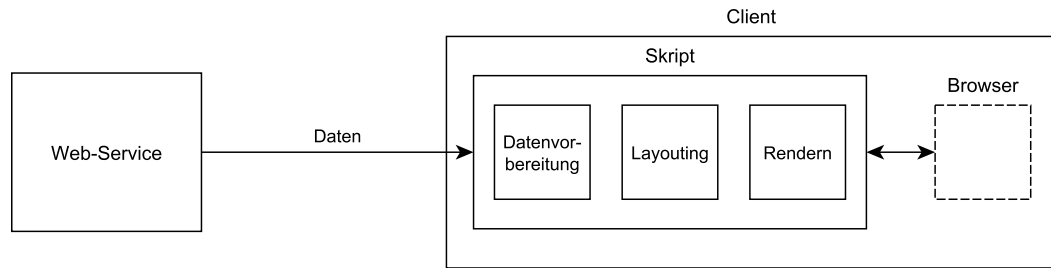 Client
Skript
Browser
Web-Service
Daten
Datenvor-
bereitung
Layouting
Rendern